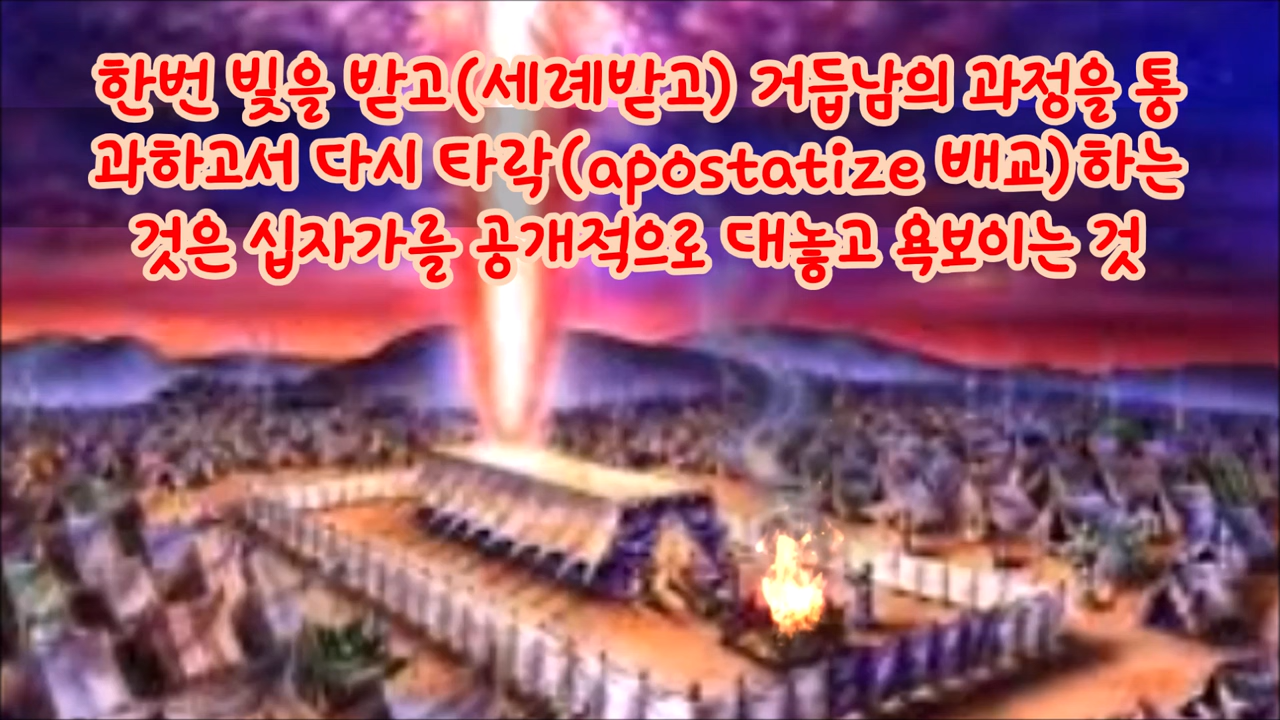 한번 빛을 받고(세례받고) 거듭남의 과정을 통
과하고서 다시 타락(apostatize 배교)하는
것은 십자가를 공개적으로 대놓고 욕보이는 것